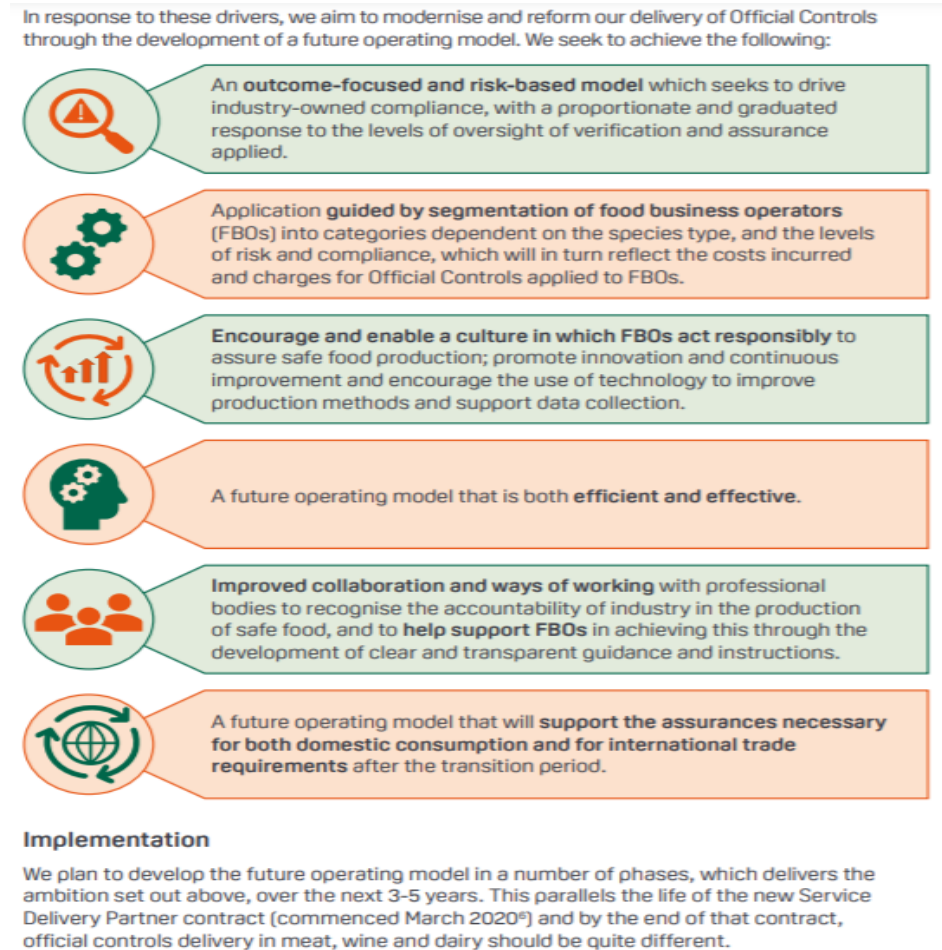 In response to these drivers, we aim to modernise and reform our delivery of Official Controls
through the development of a future operating model. We seek to achieve the following:
An outcome-focused and risk-based model which seeks to drive
industry-owned compliance, with a proportionate and graduated
response to the levels of oversight of verification and assurance
applied.
Application guided by segmentation of food business operators
(FBOs) into categories dependent on the species type, and the levels
of risk and compliance, which will in turn reflect the costs incurred
and charges for Official Controls applied to FBOs.
Encourage and enable a culture in which FBOs act responsibly to
assure safe food production; promote innovation and continuous
improvement and encourage the use of technology to improve
production methods and support data collection.
A future operating model that is both efficient and effective.
Improved collaboration and ways of working with professional
bodies to recognise the accountability of industry in the production
of safe food, and to help support FBOs in achieving this through the
development of clear and transparent guidance and instructions.
A future operating model that will support the assurances necessary
for both domestic consumption and for international trade
requirements after the transition period.
Implementation
We plan to develop the future operating model in a number of phases, which delivers the
ambition set out above, over the next 3-5 years. This parallels the life of the new Service
Delivery Partner contract (commenced March 2020⁶) and by the end of that contract,
official controls delivery in meat, wine and dairy should be quite different.